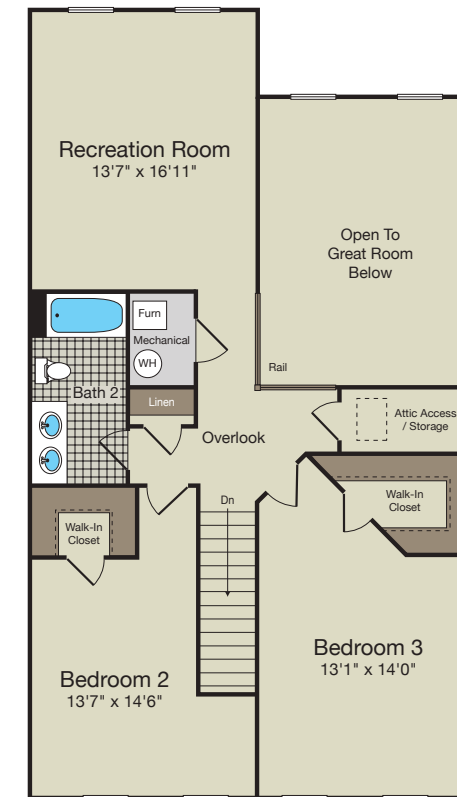 Recreation Room
13'7" x 16'11"
Open To
Great Room
Below
Furn
Mechanical
WH
Rail
Bath 2
Linen
Attic Access
/ Storage
Overlook
Walk-In
Closet
Dn
Walk-In
Closet
Bedroom 3
13'1" x 14'0"
Bedroom 2
13'7" x 14'6"